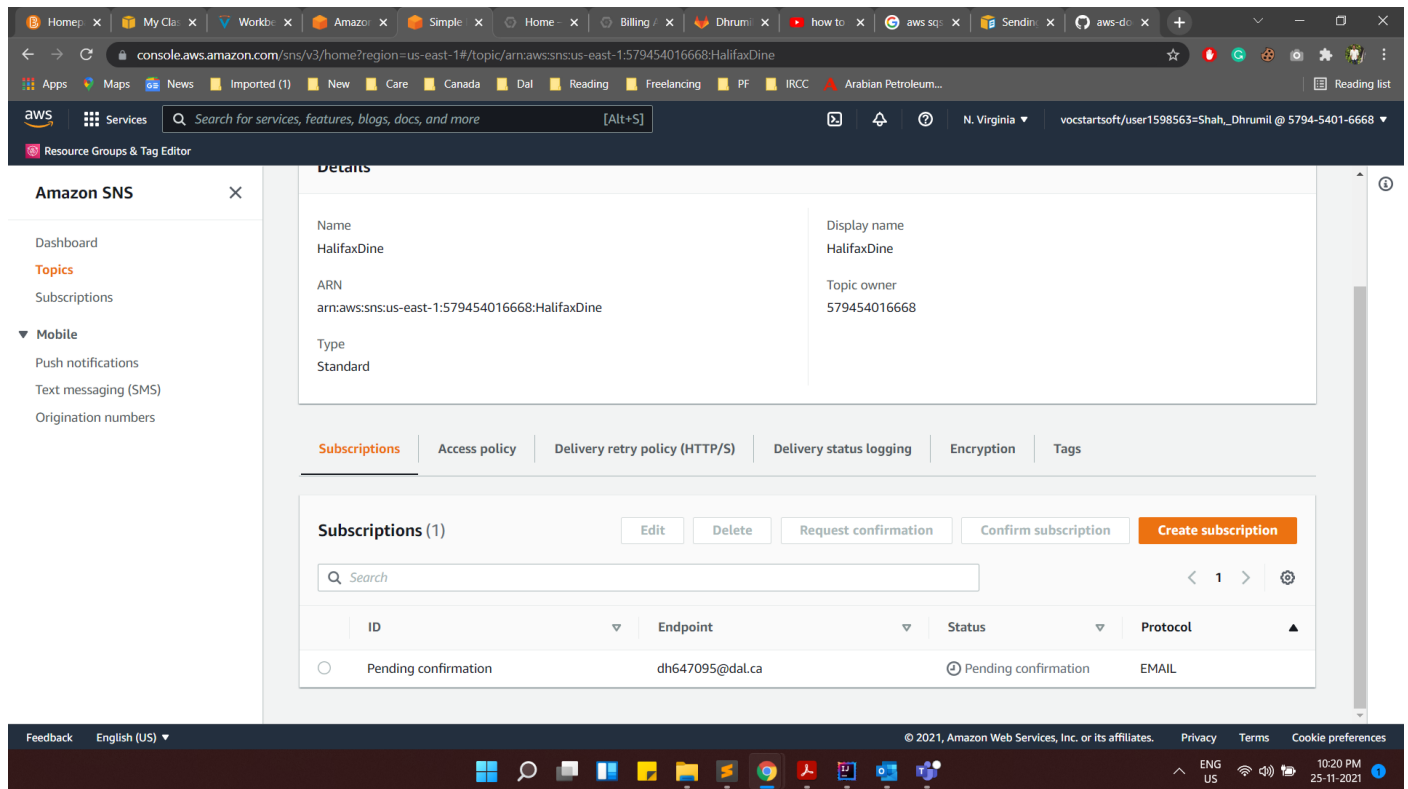 Homep My Clas Workbe Amazon Simple Home – Billing / Dhrumil how to aws sqs Sending aws-do
console.aws.amazon.com/sns/v3/home?region=us-east-1#/topic/arn:aws:sns:us-east-1:579454016668:HalifaxDine
Apps Maps News Imported (1) New Care Canada Dal Reading Freelancing PF IRCC Arabian Petroleum... Reading list
aws Services Search for services, features, blogs, docs, and more [Alt+S] N. Virginia ▼ vocstartsoft/user1598563=Shah,_Dhrumil @ 5794-5401-6668 ▼
Resource Groups & Tag Editor
Amazon SNS
Dashboard
Topics
Subscriptions
Mobile
Push notifications
Text messaging (SMS)
Origination numbers
Details
Name
HalifaxDine
Display name
HalifaxDine
ARN
arn:aws:sns:us-east-1:579454016668:HalifaxDine
Topic owner
579454016668
Type
Standard
Subscriptions Access policy Delivery retry policy (HTTP/S) Delivery status logging Encryption Tags
Subscriptions (1) Edit Delete Request confirmation Confirm subscription Create subscription
Search 1
ID Endpoint Status Protocol
Pending confirmation dh647095@dal.ca Pending confirmation EMAIL
Feedback English (US) ▼ © 2021, Amazon Web Services, Inc. or its affiliates. Privacy Terms Cookie preferences
ENG 10:20 PM
US 25-11-2021 1